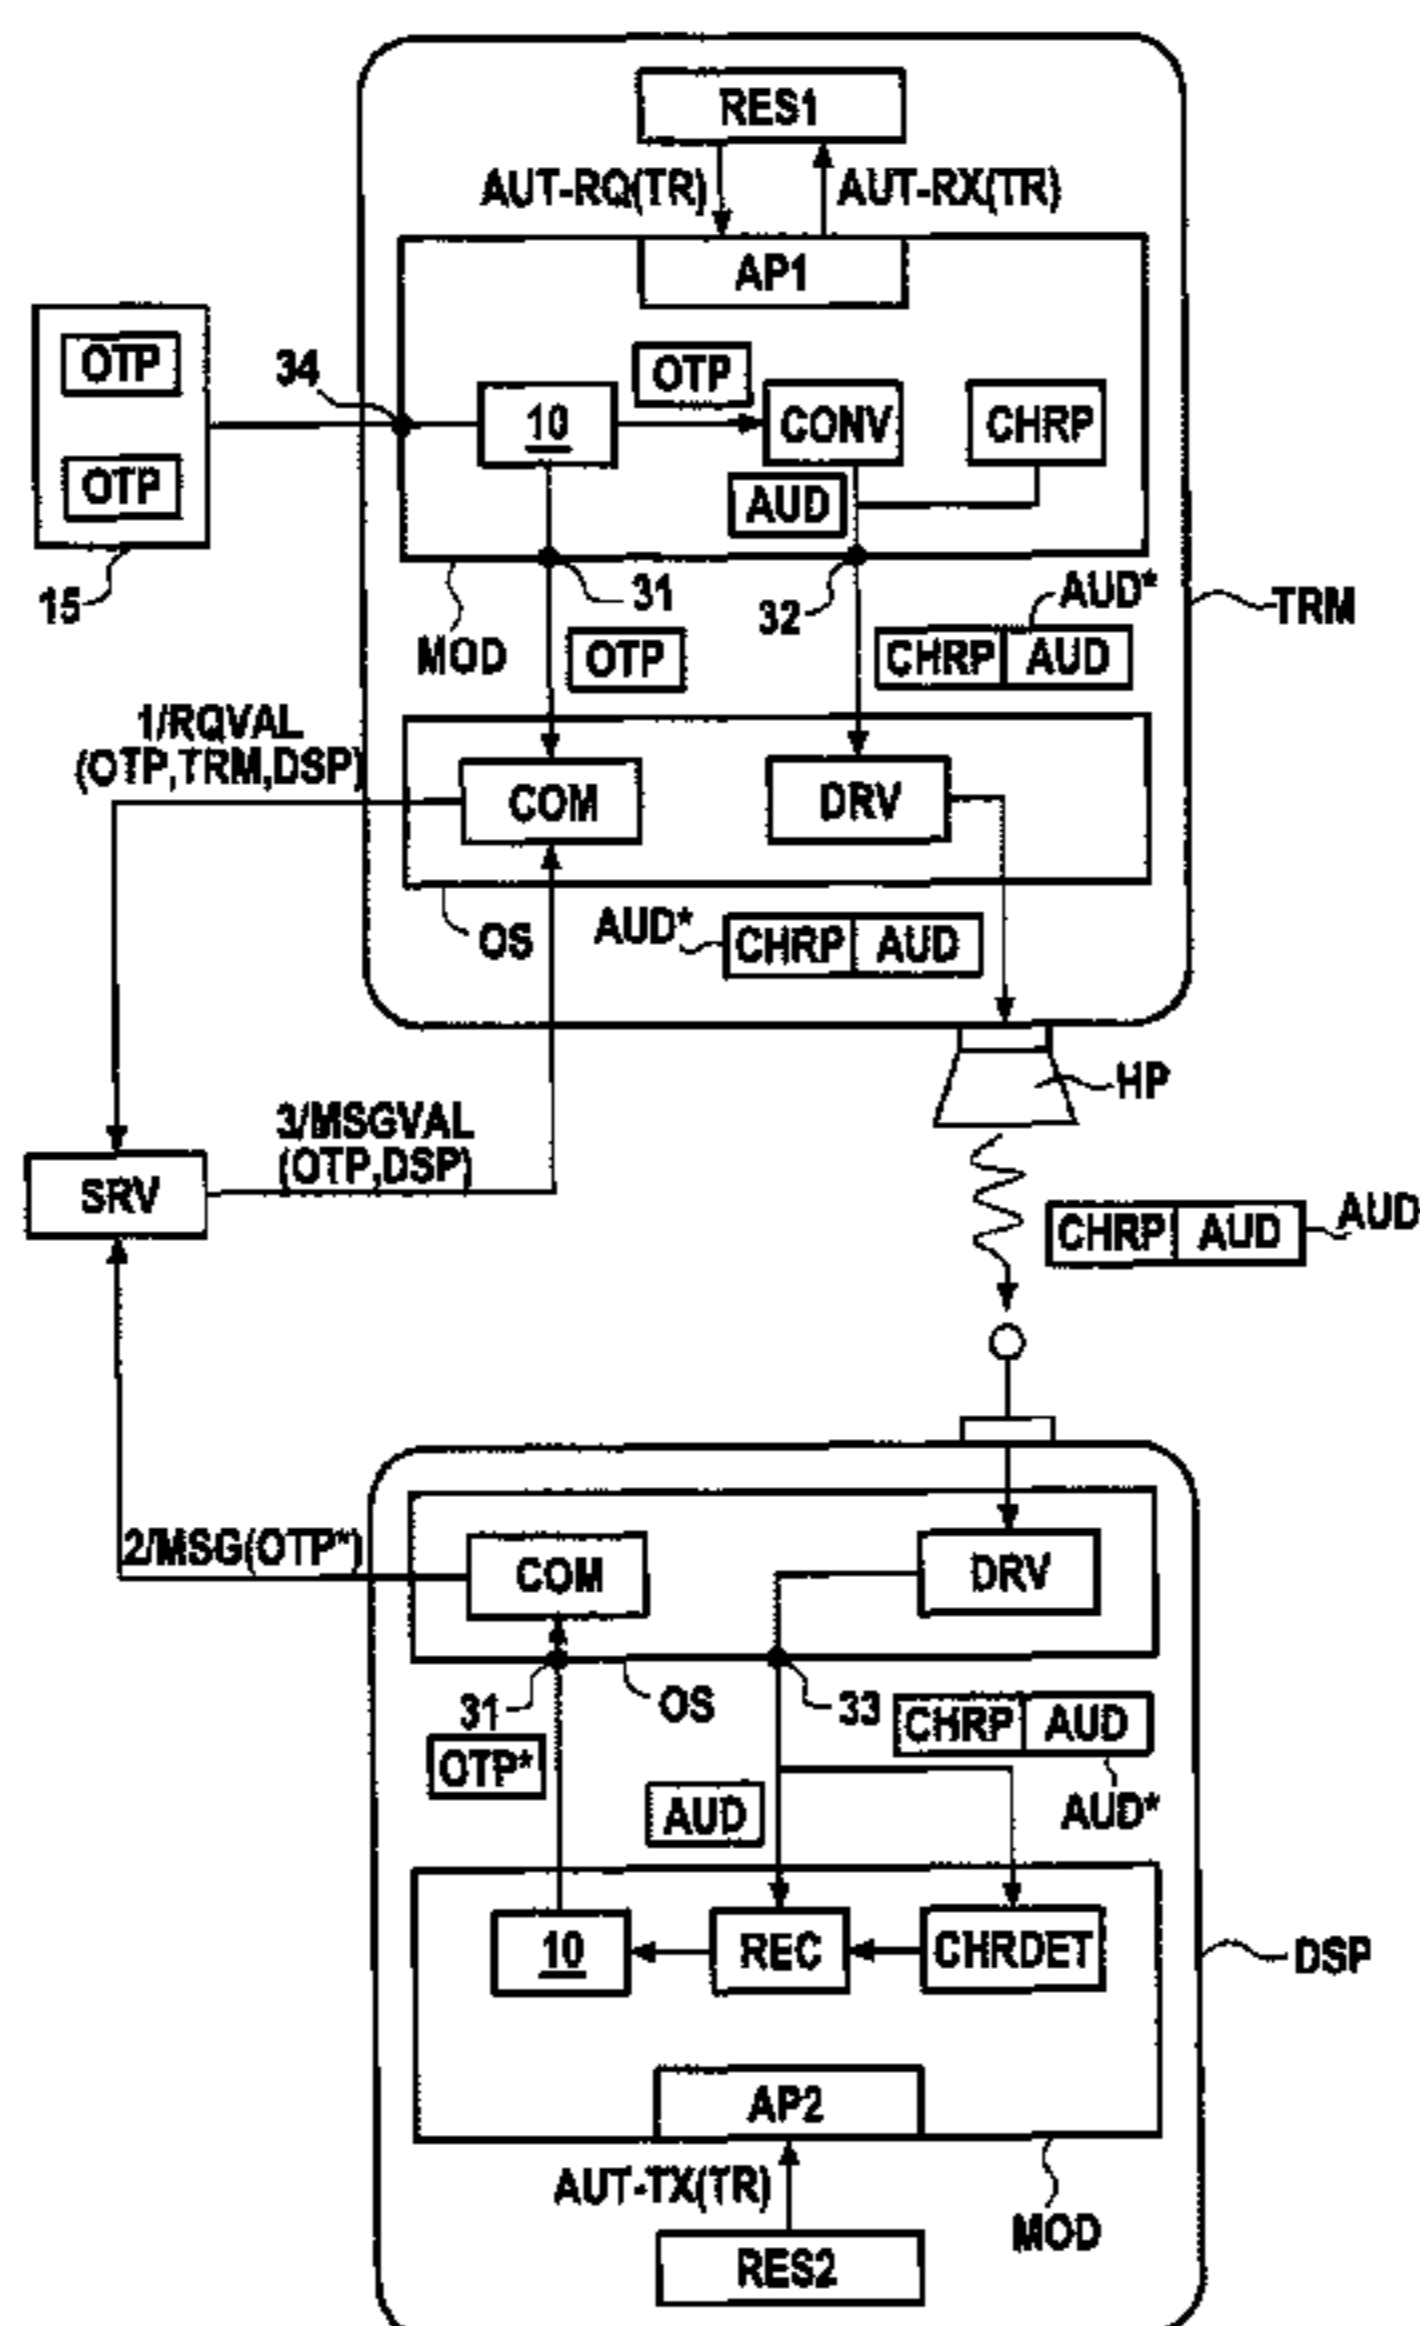 RES1
AUT-RQ(TR)
AUT-RX(TR)
AP1
OTP
OTP
15
34
10
OTP
CONV
CHRP
AUD
31
32
MOD
OTP
AUD*
CHRP AUD
TRM
1/RQVAL
(OTP,TRM,DSP)
COM
DRV
OS
AUD*
CHRP AUD
HP
3/MSGVAL
(OTP,DSP)
SRV
CHRP AUD
AUD
2/MSG(OTP*)
COM
DRV
31
OS
33
CHRP AUD
AUD*
OTP*
AUD
10
REC
CHRDET
DSP
AP2
AUT-TX(TR)
MOD
RES2